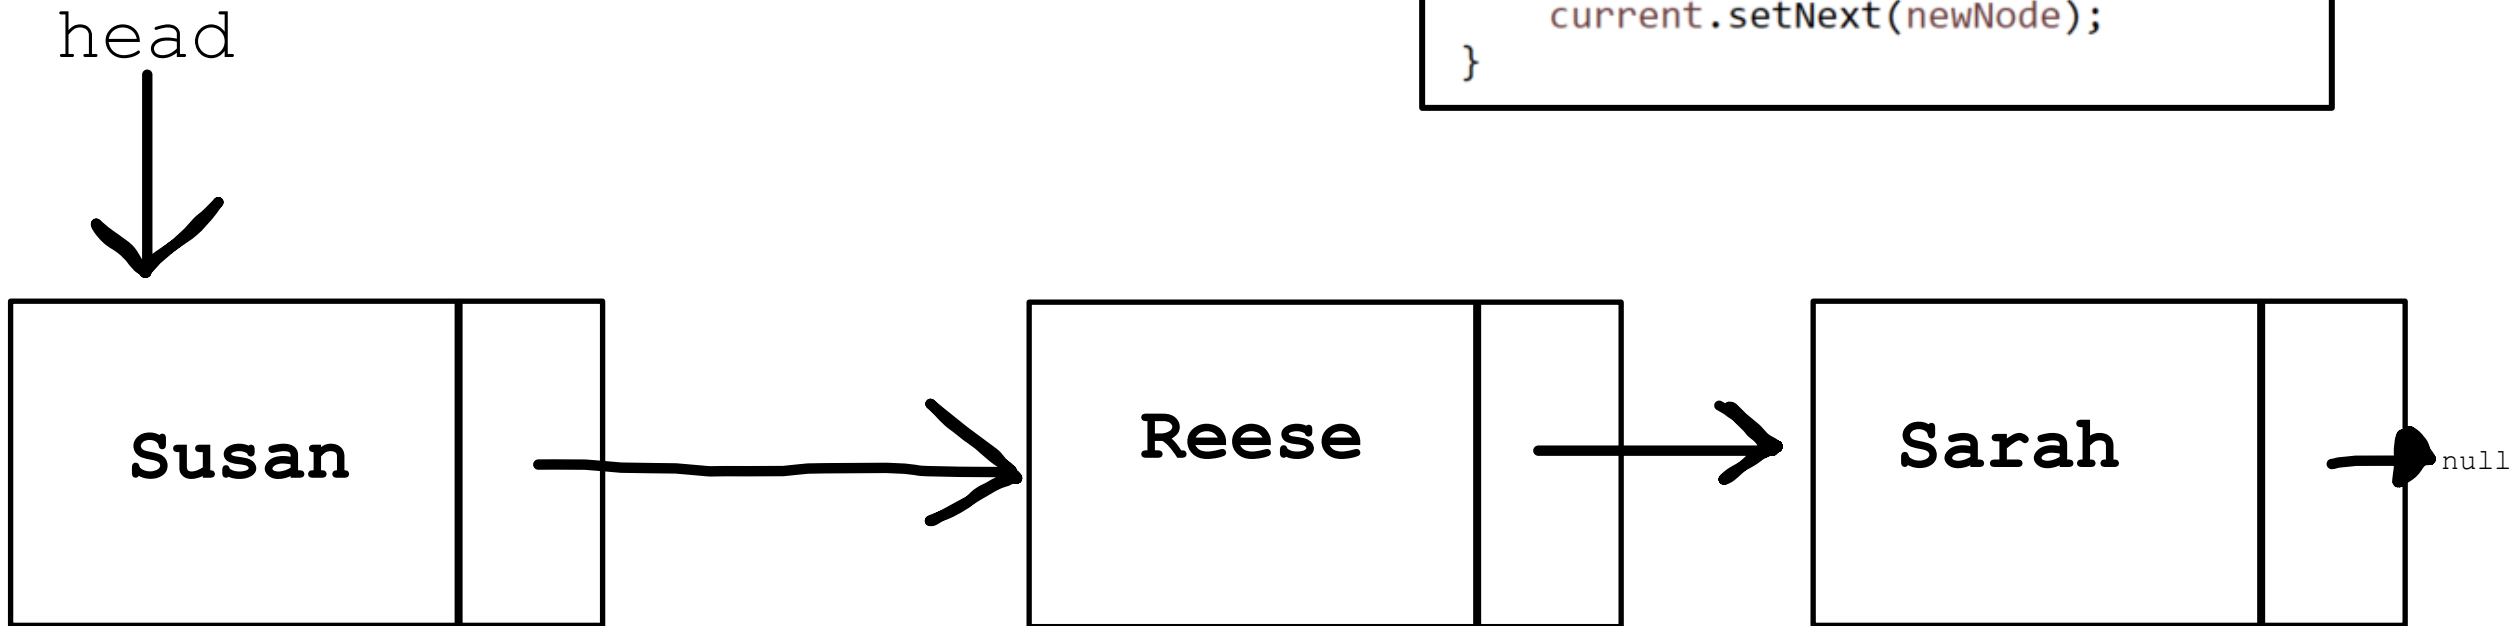 head
current.setNext(newNode);
}
Susan
Reese
Sarah
null